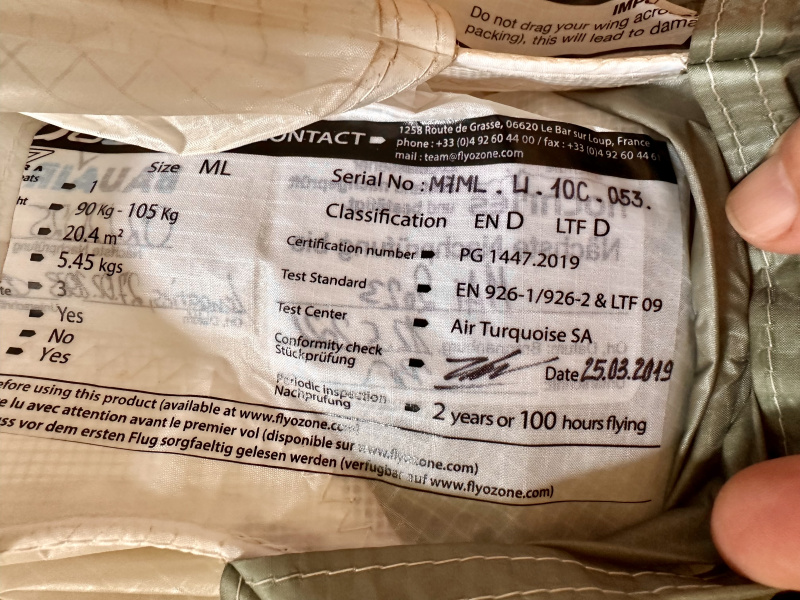 Do not drag your wing
packing), this will lead to
CONTACT
1258 Route de Grasse, 06620 Le Bar sur Loup, France
phone : +33 (0)4 92 60 44 00 / fax : +33 (0)4 92 60 44 6
mail : team@flyozone.com
Size ML
1
90 Kg - 105 Kg
20.4 m²
5.45 kgs
3
Yes
No
Yes
Serial No : M7ML . U . 10C . 053.
Classification EN D LTF D
Certification number PG 1447.2019
Test Standard EN 926-1/926-2 & LTF 09
Test Center Air Turquoise SA
Conformity check
Stückprüfung
Date 25.03.2019
Periodic inspection
Nachprüfung
2 years or 100 hours flying
before using this product (available at www.flyozone.com
lu avec attention avant le premier vol (disponible sur www.flyozone.com)
vor dem ersten Flug sorgfaeltig gelesen werden (verfugbar auf www.flyozone.com)